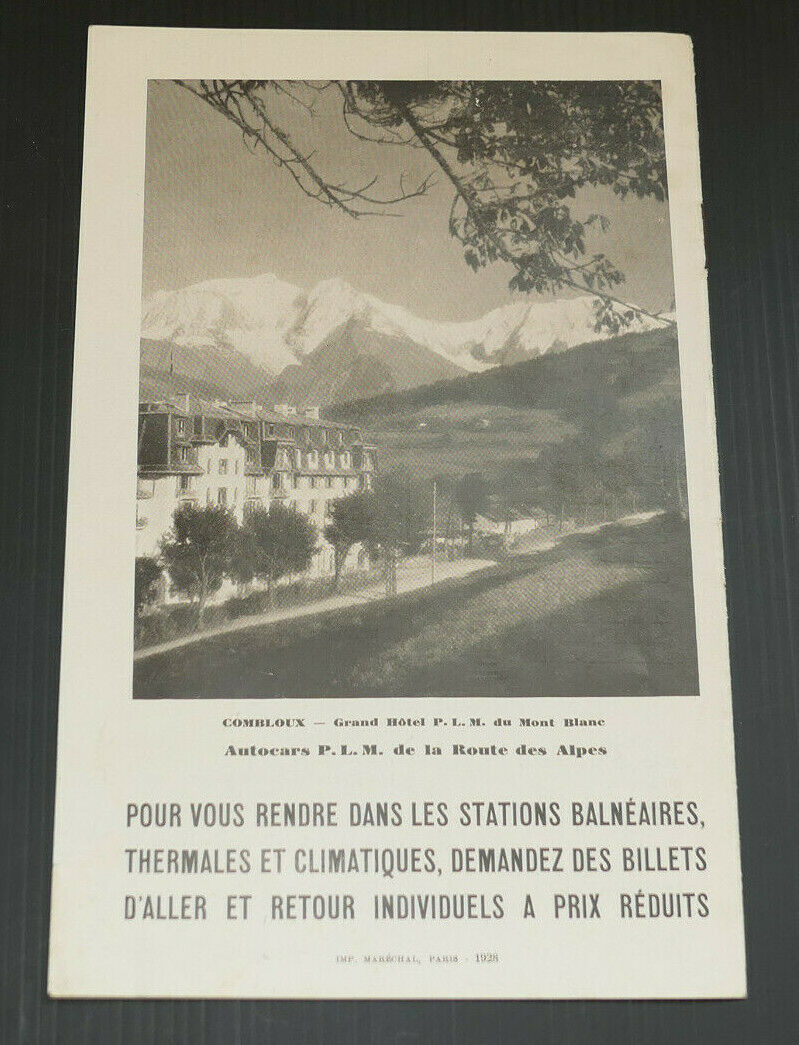 COMBLOUX — Grand Hôtel P.L.M. du Mont Blanc
Autocars P.L.M. de la Route des Alpes
POUR VOUS RENDRE DANS LES STATIONS BALNÉAIRES,
THERMALES ET CLIMATIQUES, DEMANDEZ DES BILLETS
D'ALLER ET RETOUR INDIVIDUELS A PRIX RÉDUITS
IMP. MARÉCHAL, PARIS - 1928